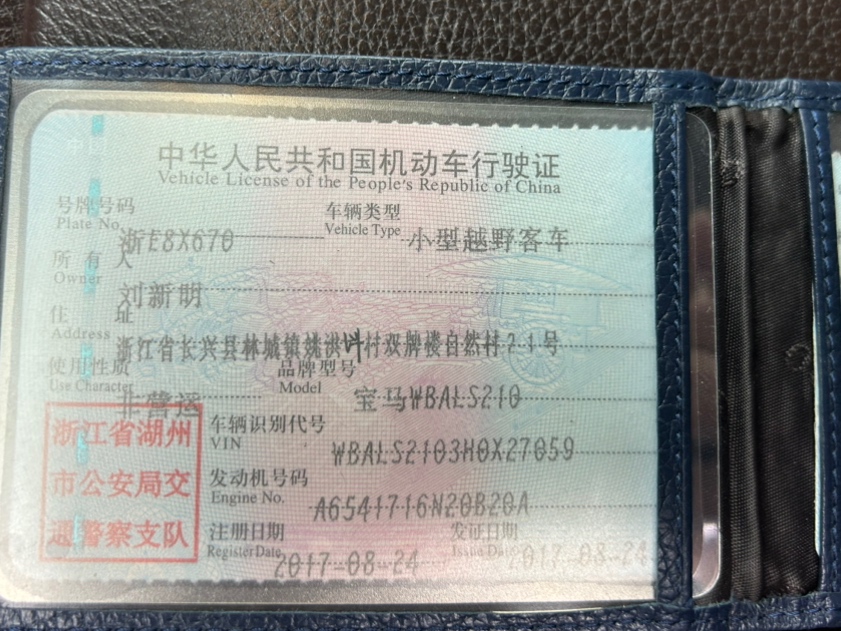 中华人民共和国机动车行驶证
Vehicle License of the People's Republic of China
号牌号码
Plate No.
浙E8X670
车辆类型
Vehicle Type
小型越野客车
所有人
Owner
刘新明
住址
Address
浙江省长兴县林城镇姚洪村双牌楼自然村21号
使用性质
Use Character
非营运
品牌型号
Model
宝马WBALS210
车辆识别代号
VIN
WBALS2103H0X27059
发动机号码
Engine No.
A6541716N20B20A
注册日期
Register Date
2017-08-24
发证日期
Issue Date
2017-08-24
浙江省湖州
市公安局交
通警察支队